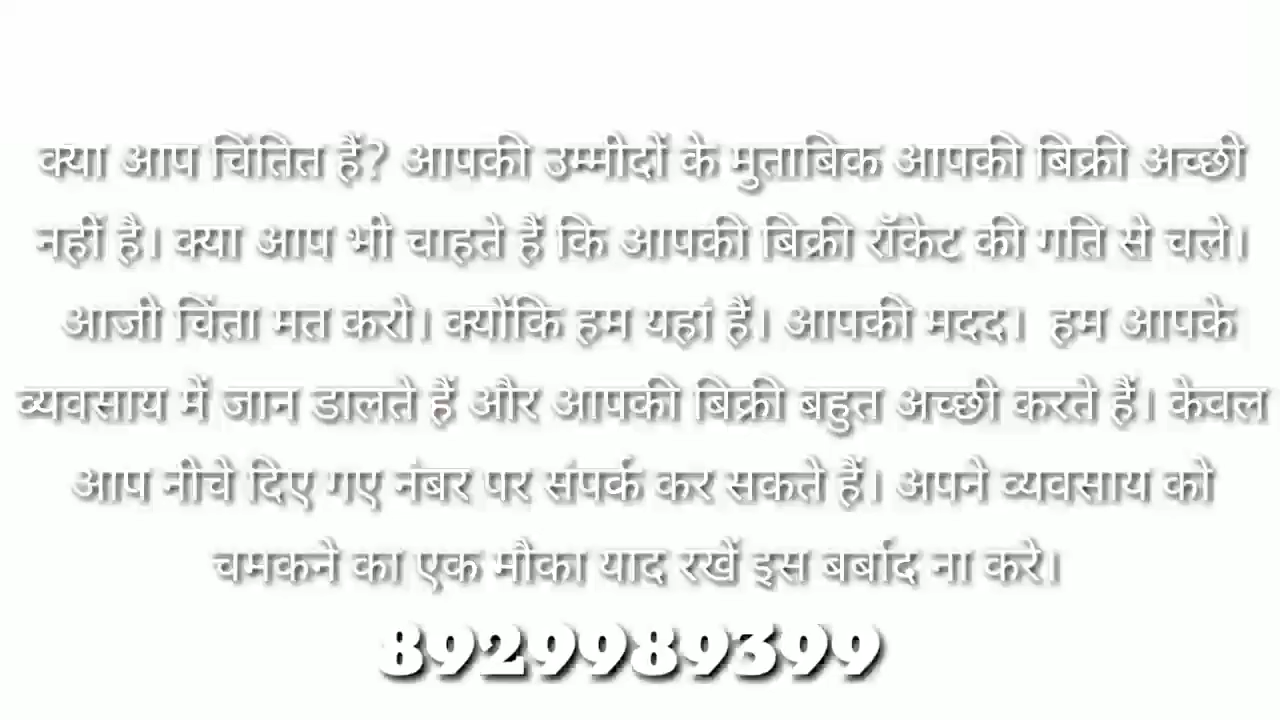 क्या आप चिंतित हैं? आपकी उम्मीदों के मुताबिक आपकी बिक्री अच्छी
नहीं है। क्या आप भी चाहते हैं कि आपकी बिक्री रॉकेट की गति से चले।
आजी चिंता मत करो। क्योंकि हम यहां हैं। आपकी मदद। हम आपके
व्यवसाय में जान डालते हैं और आपकी बिक्री बहुत अच्छी करते हैं। केवल
आप नीचे दिए गए नंबर पर संपर्क कर सकते हैं। अपने व्यवसाय को
चमकने का एक मौका याद रखें इस बर्बाद ना करे।
8929989399